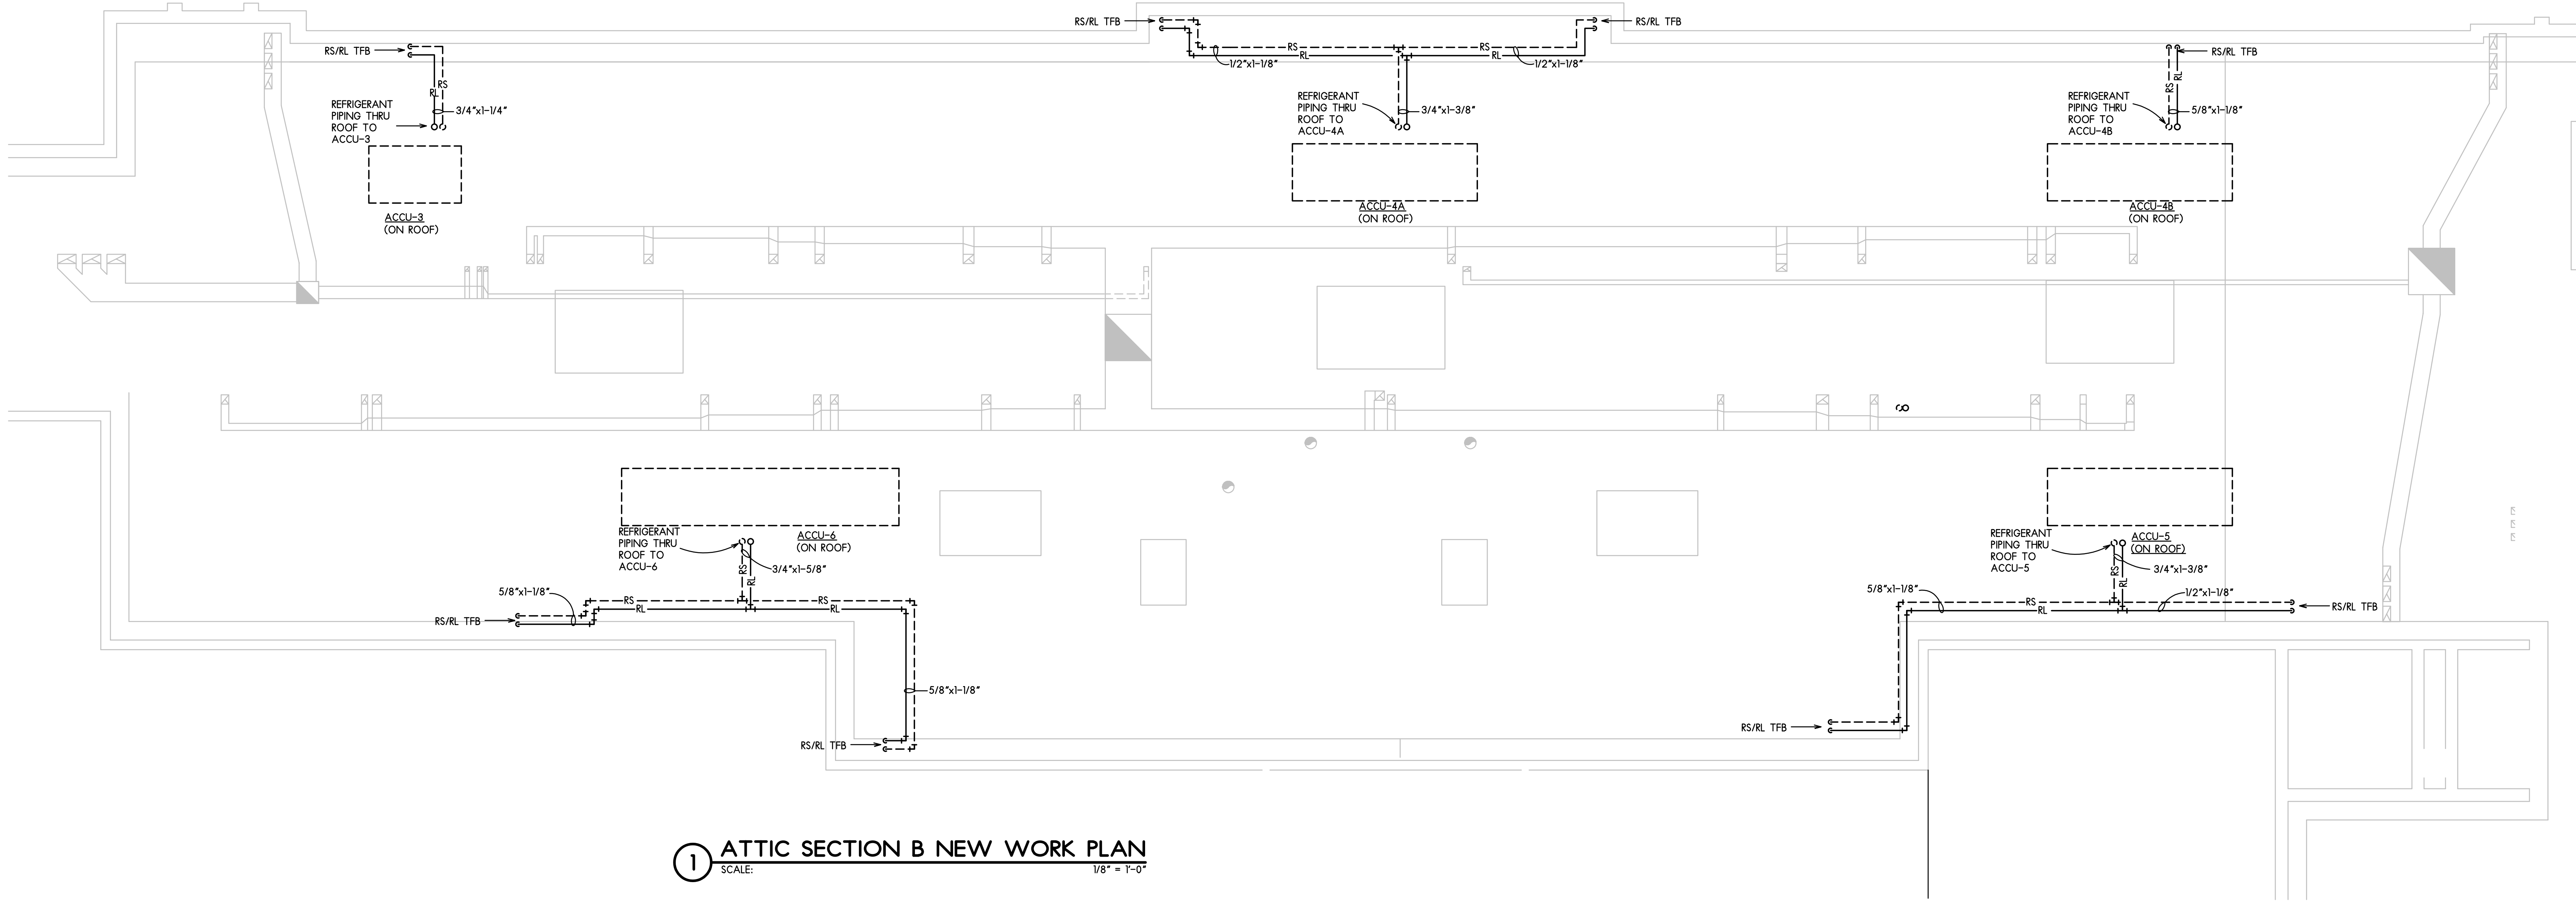 RS/RL TFB
RS/RL TFB
RS/RL TFB
RS/RL TFB
RS
RS
RL
RL
1/2"x1-1/8"
1/2"x1-1/8"
RS
RL
3/4"x1-1/4"
REFRIGERANT
PIPING THRU
ROOF TO
ACCU-3
REFRIGERANT
PIPING THRU
ROOF TO
ACCU-4A
3/4"x1-3/8"
RS
RL
REFRIGERANT
PIPING THRU
ROOF TO
ACCU-4B
5/8"x1-1/8"
ACCU-3
(ON ROOF)
ACCU-4A
(ON ROOF)
ACCU-4B
(ON ROOF)
8
REFRIGERANT
PIPING THRU
ROOF TO
ACCU-6
ACCU-6
(ON ROOF)
RS
RL
3/4"x1-5/8"
5/8"x1-1/8"
RS
RS
RL
RL
RS/RL TFB
5/8"x1-1/8"
RS/RL TFB
REFRIGERANT
PIPING THRU
ROOF TO
ACCU-5
ACCU-5
(ON ROOF)
RS
RL
3/4"x1-3/8"
5/8"x1-1/8"
1/2"x1-1/8"
RS
RL
RS/RL TFB
RS/RL TFB
1
ATTIC SECTION B NEW WORK PLAN
SCALE: 1/8" = 1'-0"